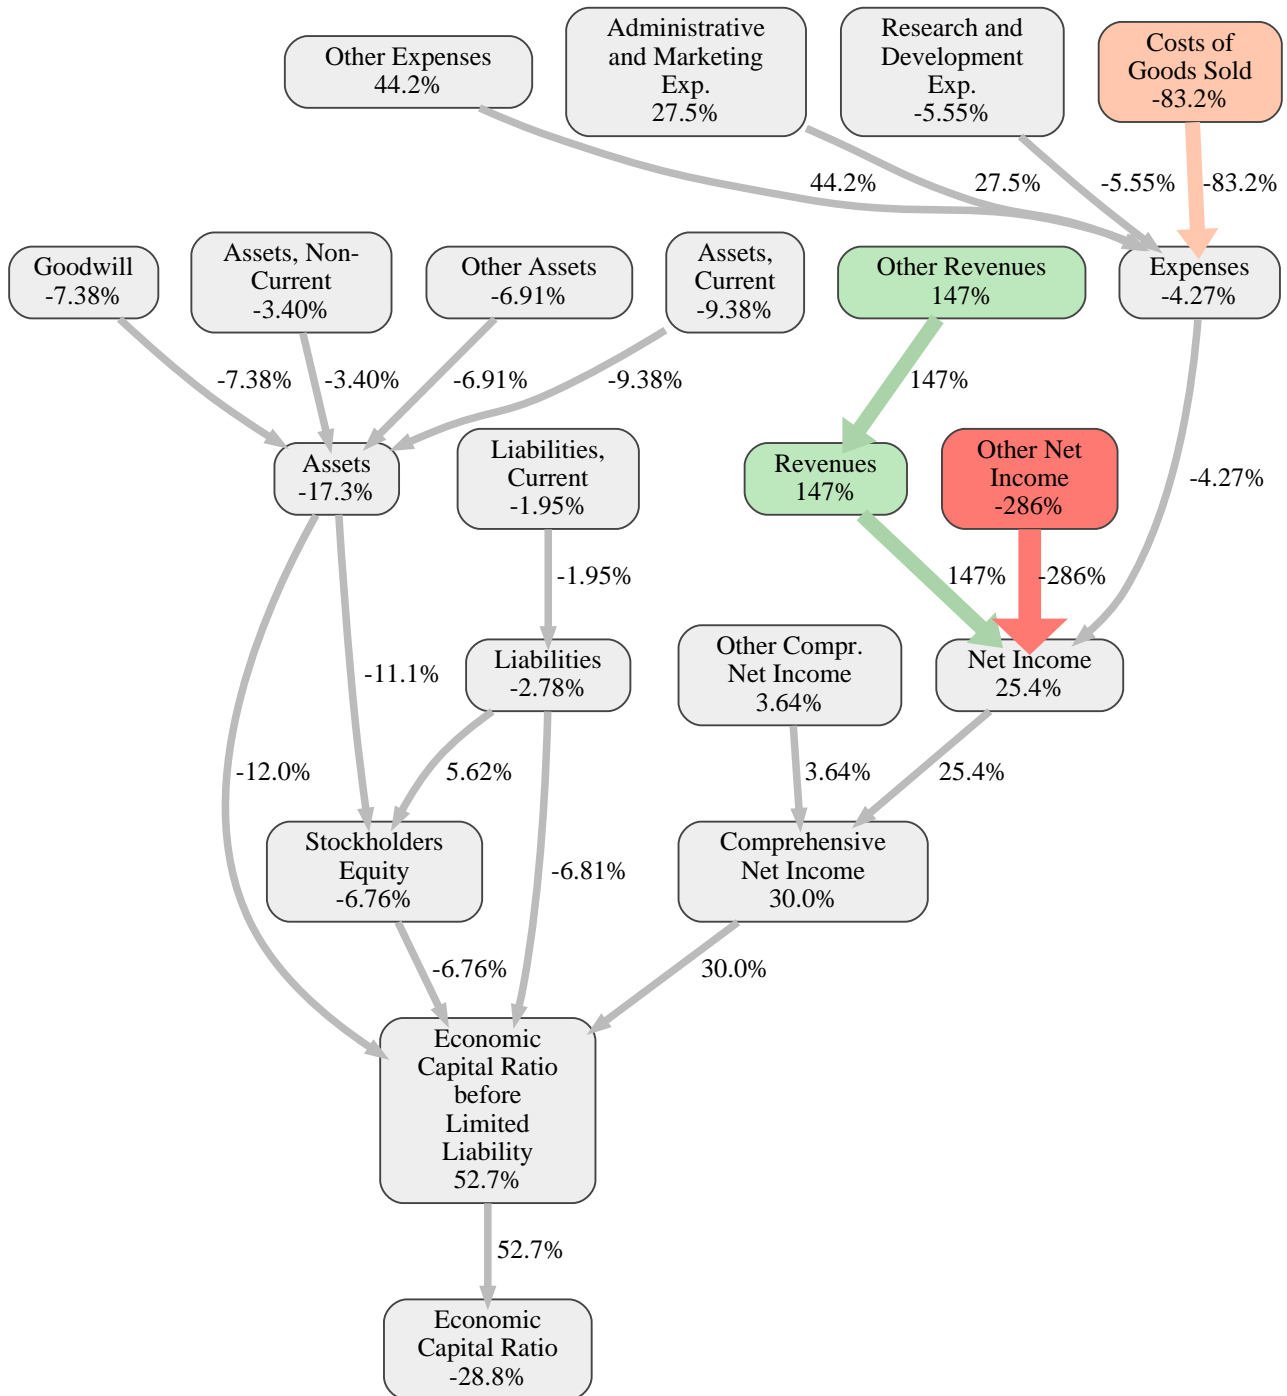 Other Expenses
44.2%
Administrative
and Marketing
Exp.
27.5%
Research and
Development
Exp.
-5.55%
Costs of
Goods Sold
-83.2%
44.2%
27.5%
-5.55%
-83.2%
Goodwill
-7.38%
Assets, Non-
Current
-3.40%
Other Assets
-6.91%
Assets,
Current
-9.38%
Other Revenues
147%
Expenses
-4.27%
-7.38%
-3.40%
-6.91%
-9.38%
147%
Assets
-17.3%
Liabilities,
Current
-1.95%
Revenues
147%
Other Net
Income
-286%
-4.27%
-1.95%
147%
-286%
Liabilities
-2.78%
Other Compr.
Net Income
3.64%
Net Income
25.4%
-11.1%
-12.0%
5.62%
3.64%
25.4%
Stockholders
Equity
-6.76%
-6.81%
Comprehensive
Net Income
30.0%
-6.76%
30.0%
Economic
Capital Ratio
before
Limited
Liability
52.7%
52.7%
Economic
Capital Ratio
-28.8%